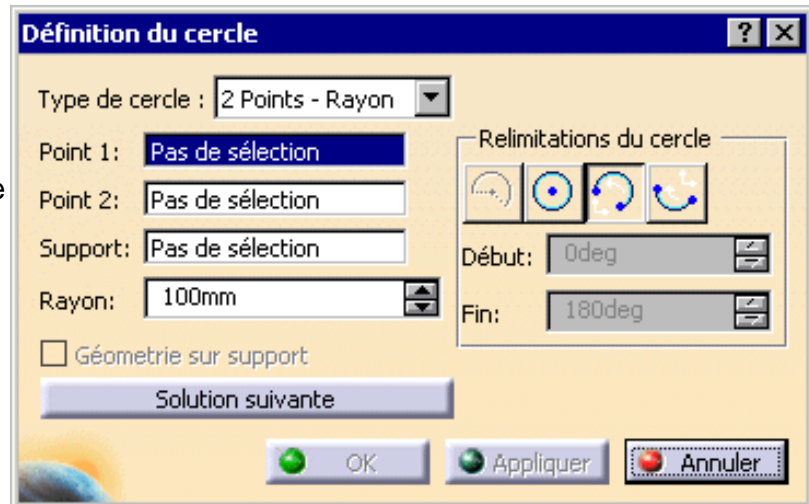 Définition du cercle
Type de cercle : 2 Points - Rayon
Point 1: Pas de sélection
Point 2: Pas de sélection
Support: Pas de sélection
Rayon: 100mm
Géometrie sur support
Solution suivante
Relimitations du cercle
Début: 0deg
Fin: 180deg
OK Appliquer Annuler
e